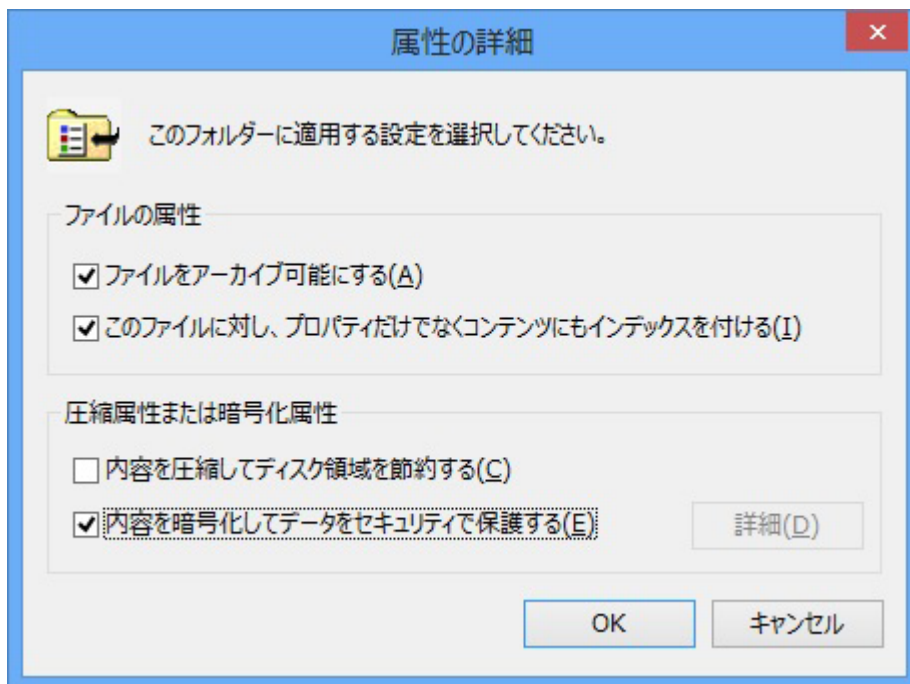 属性の詳細
このフォルダーに適用する設定を選択してください。
ファイルの属性
ファイルをアーカイブ可能にする(A)
このファイルに対し、プロパティだけでなくコンテンツにもインデックスを付ける(I)
圧縮属性または暗号化属性
内容を圧縮してディスク領域を節約する(C)
内容を暗号化してデータをセキュリティで保護する(E)
詳細(D)
OK
キャンセル